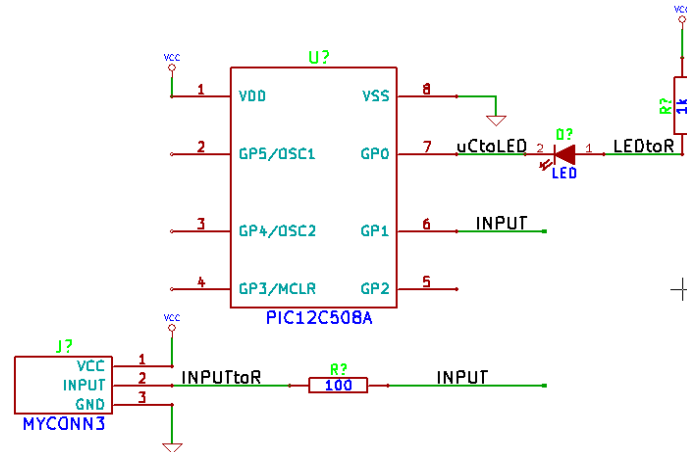 VCC
VCC
U?
1 VDD VSS 8
R?
1k
2 GP5/OSC1 GP0 7 uCtoLED 2 D? 1 LEDtoR
LED
3 GP4/OSC2 GP1 6 INPUT
4 GP3/MCLR GP2 5
PIC12C508A
VCC
J?
VCC 1
INPUT 2 INPUTtoR R? INPUT
100
GND 3
MYCONN3